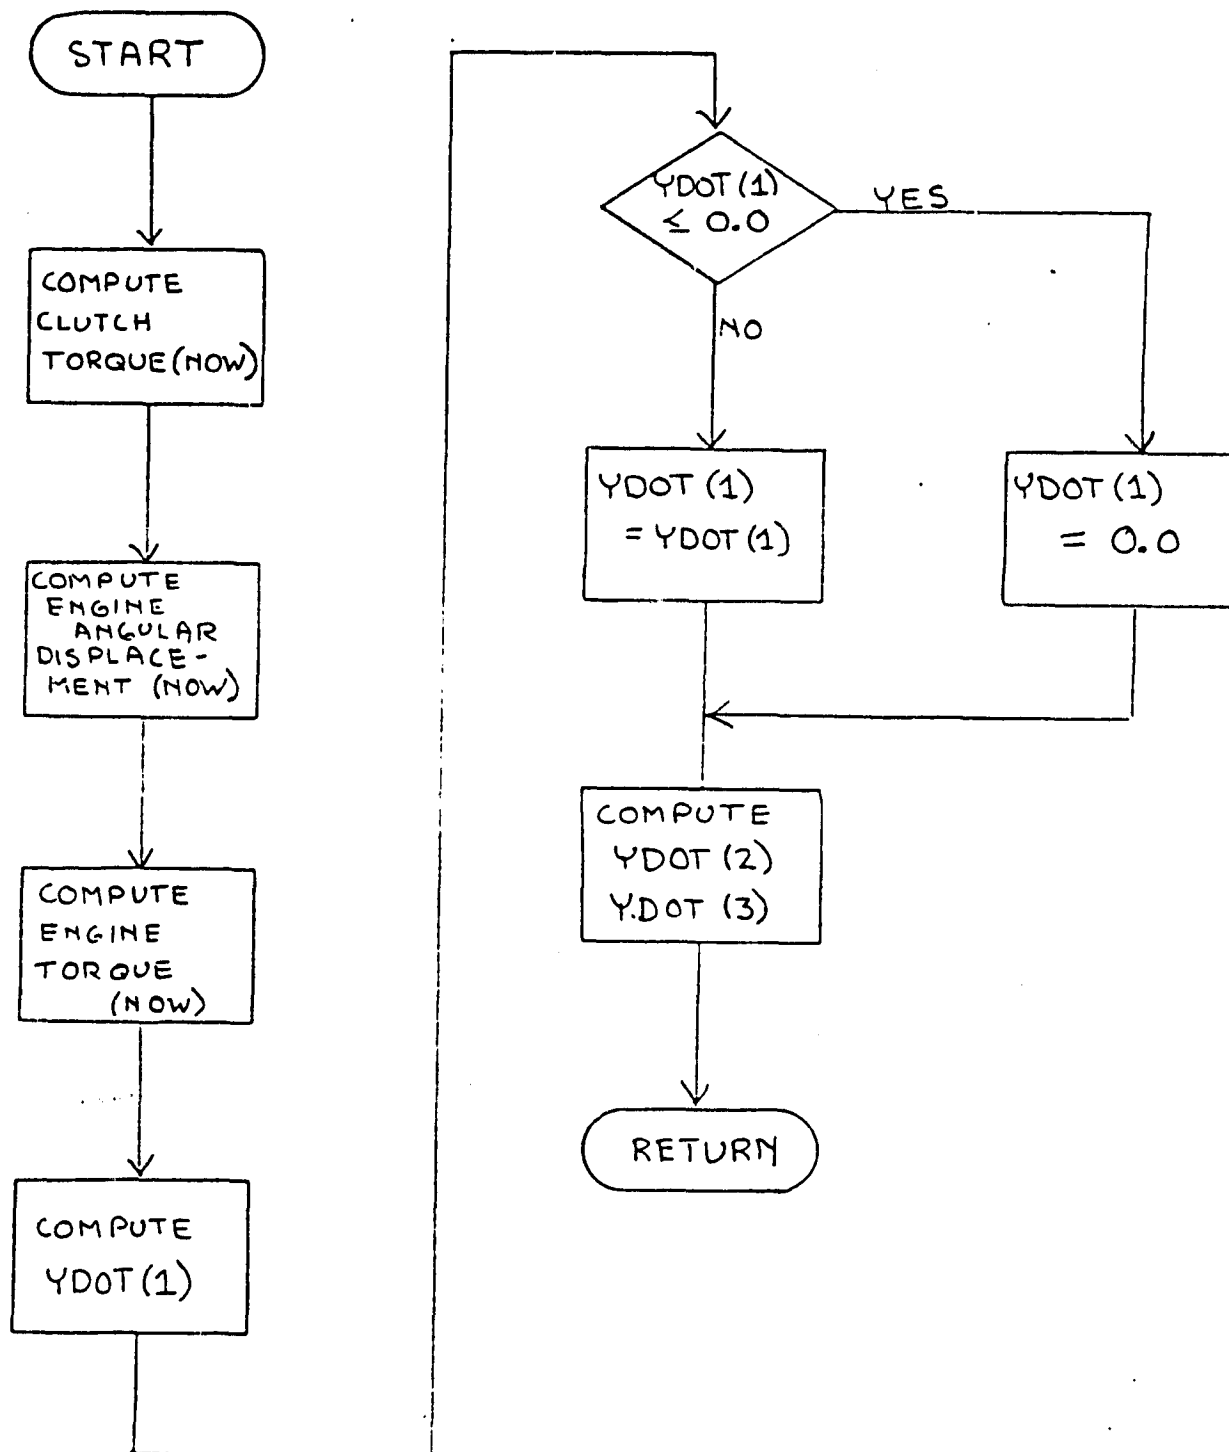 START
COMPUTE
CLUTCH
TORQUE (NOW)
COMPUTE
ENGINE
ANGULAR
DISPLACE-
MENT (NOW)
COMPUTE
ENGINE
TORQUE
(NOW)
COMPUTE
YDOT (1)
YDOT (1)
≤ 0.0
YES
NO
YDOT (1)
= YDOT (1)
YDOT (1)
= 0.0
COMPUTE
YDOT (2)
Y.DOT (3)
RETURN